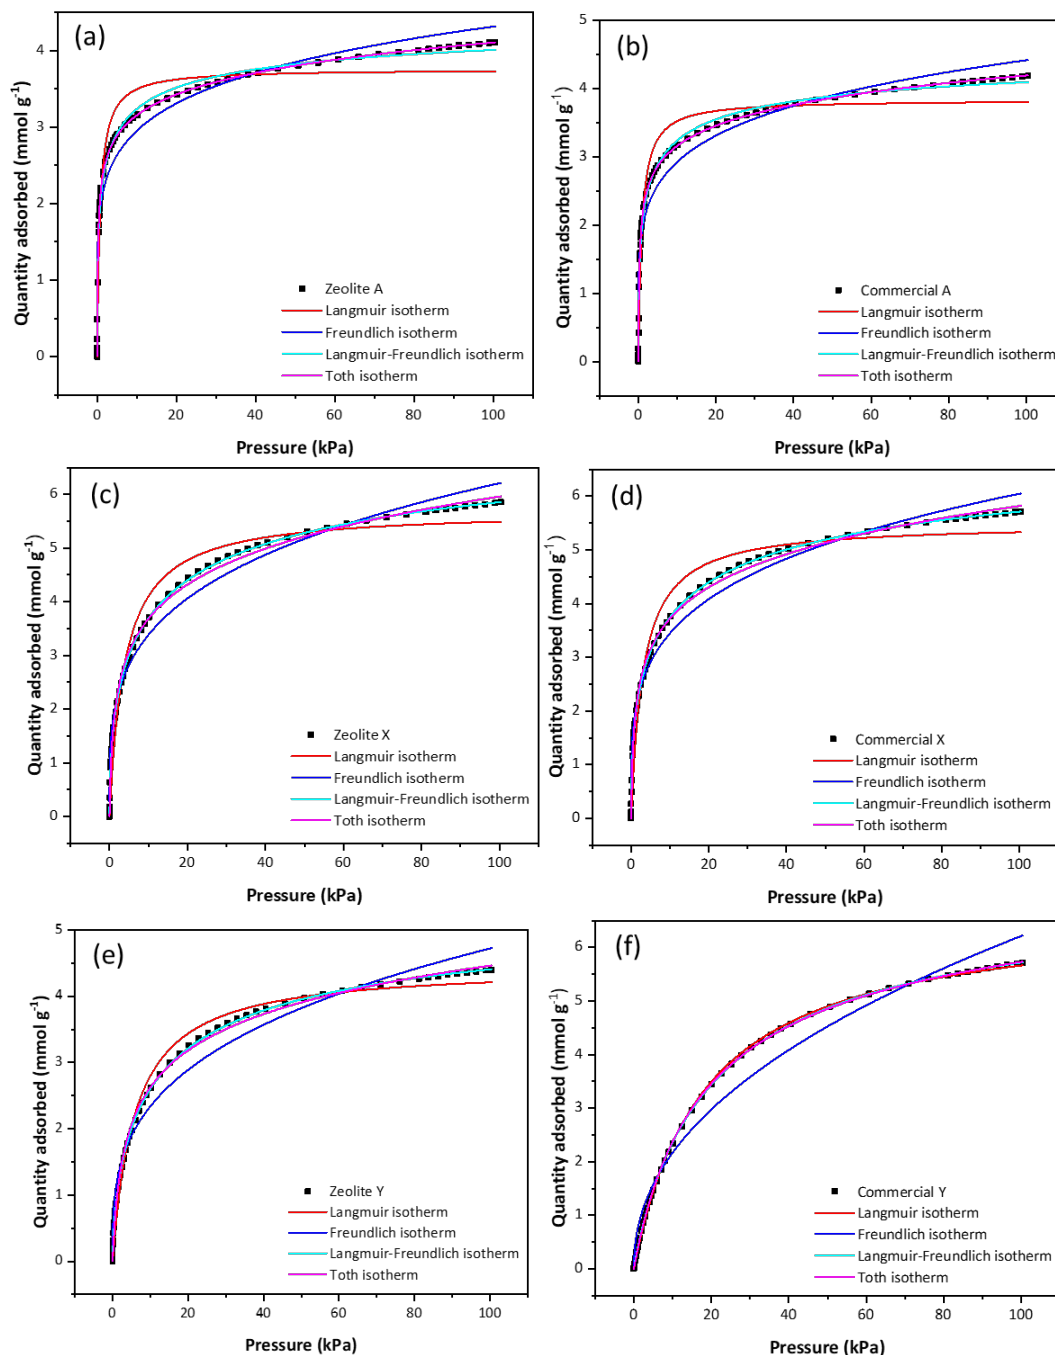 (a)
Quantity adsorbed (mmol g⁻¹)
4
3
2
1
0
Zeolite A
Langmuir isotherm
Freundlich isotherm
Langmuir-Freundlich isotherm
Toth isotherm
0 20 40 60 80 100
Pressure (kPa)
(b)
Quantity adsorbed (mmol g⁻¹)
5
4
3
2
1
0
Commercial A
Langmuir isotherm
Freundlich isotherm
Langmuir-Freundlich isotherm
Toth isotherm
0 20 40 60 80 100
Pressure (kPa)
(c)
Quantity adsorbed (mmol g⁻¹)
6
5
4
3
2
1
0
Zeolite X
Langmuir isotherm
Freundlich isotherm
Langmuir-Freundlich isotherm
Toth isotherm
0 20 40 60 80 100
Pressure (kPa)
(d)
Quantity adsorbed (mmol g⁻¹)
6
5
4
3
2
1
0
Commercial X
Langmuir isotherm
Freundlich isotherm
Langmuir-Freundlich isotherm
Toth isotherm
0 20 40 60 80 100
Pressure (kPa)
(e)
Quantity adsorbed (mmol g⁻¹)
5
4
3
2
1
0
Zeolite Y
Langmuir isotherm
Freundlich isotherm
Langmuir-Freundlich isotherm
Toth isotherm
0 20 40 60 80 100
Pressure (kPa)
(f)
Quantity adsorbed (mmol g⁻¹)
6
5
4
3
2
1
0
Commercial Y
Langmuir isotherm
Freundlich isotherm
Langmuir-Freundlich isotherm
Toth isotherm
0 20 40 60 80 100
Pressure (kPa)